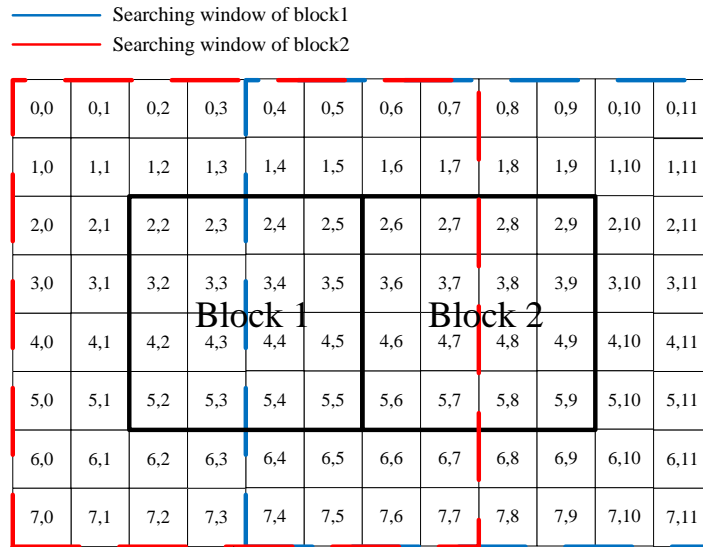 Searching window of block1
Searching window of block2
0,0 0,1 0,2 0,3 0,4 0,5 0,6 0,7 0,8 0,9 0,10 0,11
1,0 1,1 1,2 1,3 1,4 1,5 1,6 1,7 1,8 1,9 1,10 1,11
2,0 2,1 2,2 2,3 2,4 2,5 2,6 2,7 2,8 2,9 2,10 2,11
3,0 3,1 3,2 3,3 3,4 3,5 3,6 3,7 3,8 3,9 3,10 3,11
Block 1 Block 2
4,0 4,1 4,2 4,3 4,4 4,5 4,6 4,7 4,8 4,9 4,10 4,11
5,0 5,1 5,2 5,3 5,4 5,5 5,6 5,7 5,8 5,9 5,10 5,11
6,0 6,1 6,2 6,3 6,4 6,5 6,6 6,7 6,8 6,9 6,10 6,11
7,0 7,1 7,2 7,3 7,4 7,5 7,6 7,7 7,8 7,9 7,10 7,11